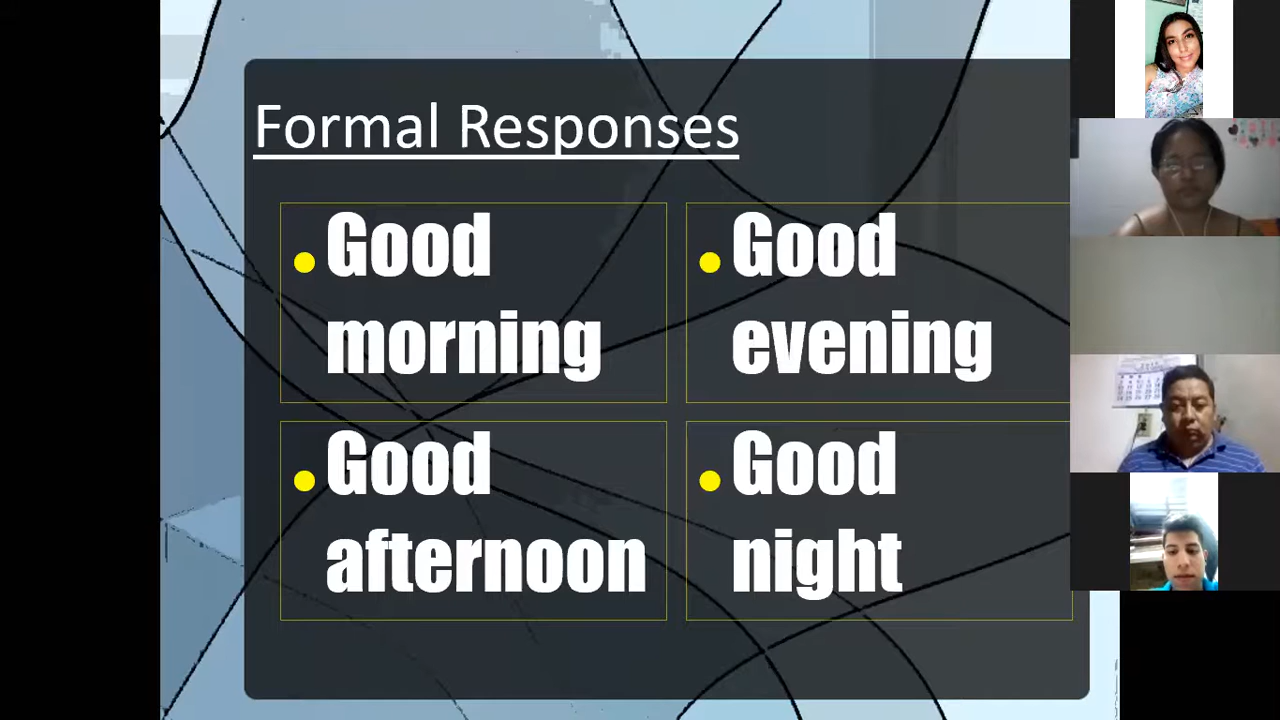 Formal Responses
Good
morning
Good
evening
Good
afternoon
Good
night